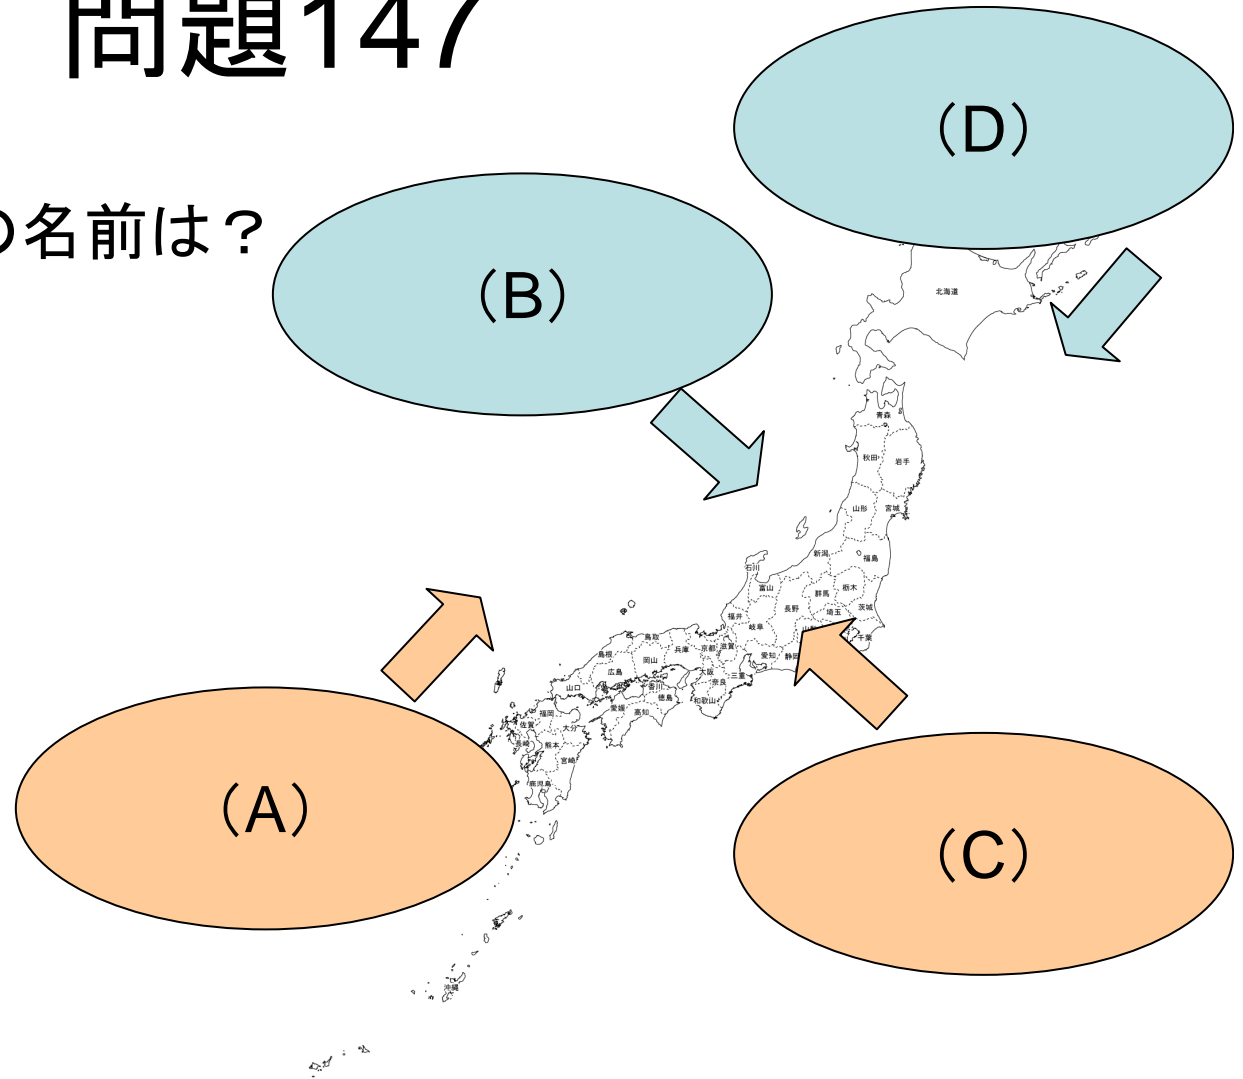 問題147
の名前は？
（D）
（B）
北海道
青森
秋田
岩手
山形
宮城
新潟
福島
石川
富山
群馬
栃木
長野
埼玉
茨城
福井
岐阜
千葉
鳥取
兵庫
京都
滋賀
愛知
静岡
島根
岡山
広島
大阪
三重
奈良
山口
香川
徳島
和歌山
愛媛
高知
福岡
佐賀
大分
長崎
熊本
宮崎
鹿児島
（A）
（C）
沖縄